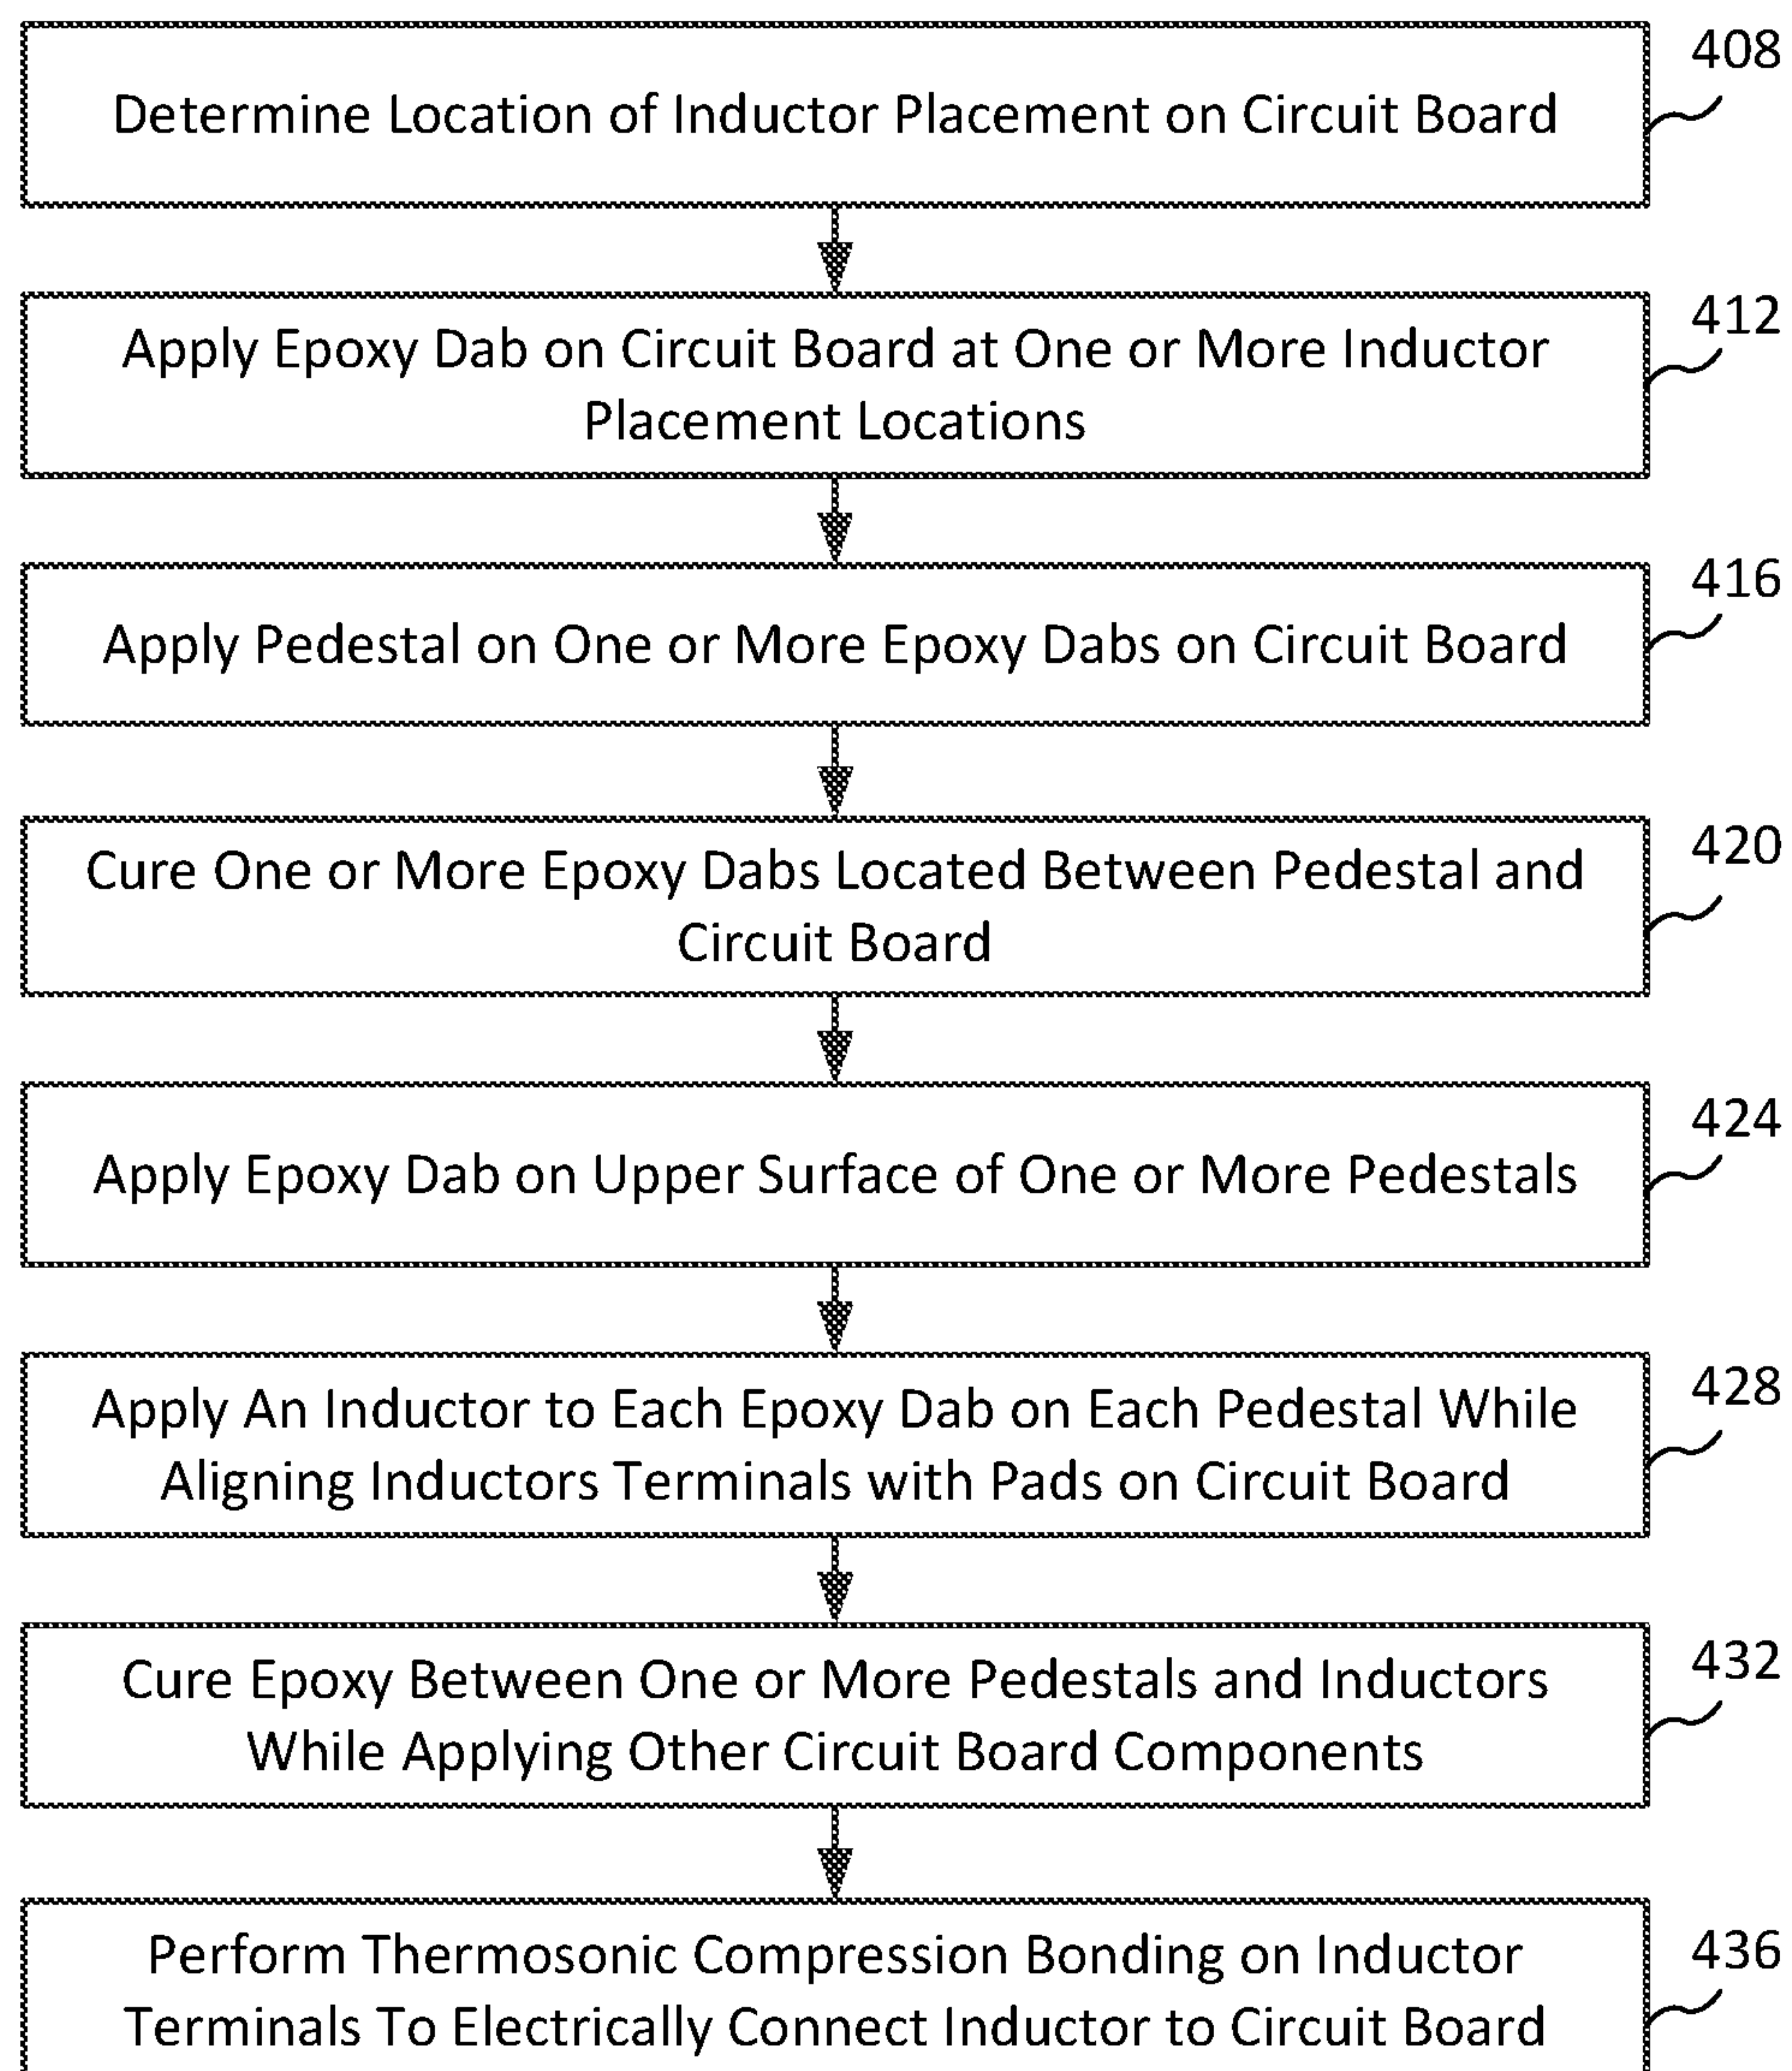 408
Determine Location of Inductor Placement on Circuit Board
412
Apply Epoxy Dab on Circuit Board at One or More Inductor
Placement Locations
416
Apply Pedestal on One or More Epoxy Dabs on Circuit Board
420
Cure One or More Epoxy Dabs Located Between Pedestal and
Circuit Board
424
Apply Epoxy Dab on Upper Surface of One or More Pedestals
428
Apply An Inductor to Each Epoxy Dab on Each Pedestal While
Aligning Inductors Terminals with Pads on Circuit Board
432
Cure Epoxy Between One or More Pedestals and Inductors
While Applying Other Circuit Board Components
436
Perform Thermosonic Compression Bonding on Inductor
Terminals To Electrically Connect Inductor to Circuit Board